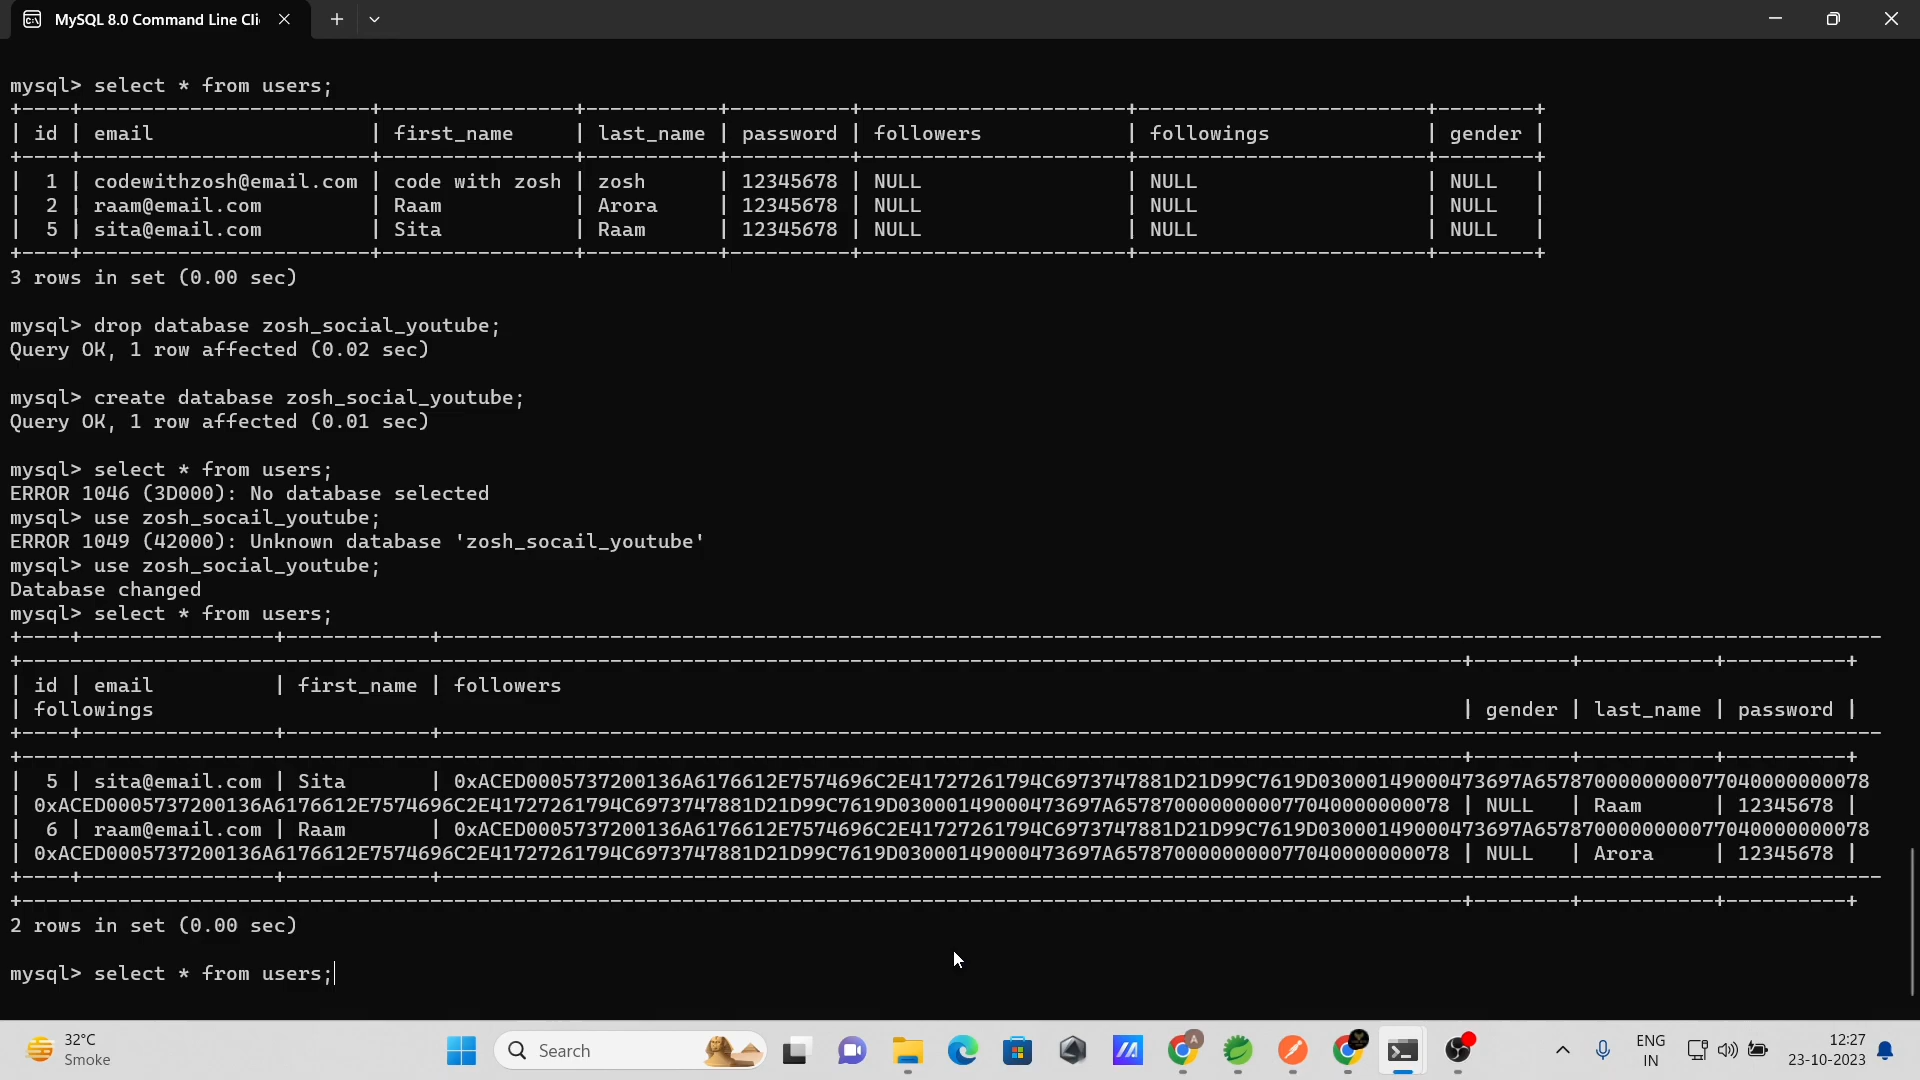 MySQL 8.0 Command Line Cli
mysql> select * from users;
| id | email | first_name | last_name | password | followers | followings | gender |
| 1 | codewithzosh@email.com | code with zosh | zosh | 12345678 | NULL | NULL | NULL |
| 2 | raam@email.com | Raam | Arora | 12345678 | NULL | NULL | NULL |
| 5 | sita@email.com | Sita | Raam | 12345678 | NULL | NULL | NULL |
3 rows in set (0.00 sec)
mysql> drop database zosh_social_youtube;
Query OK, 1 row affected (0.02 sec)
mysql> create database zosh_social_youtube;
Query OK, 1 row affected (0.01 sec)
mysql> select * from users;
ERROR 1046 (3D000): No database selected
mysql> use zosh_socail_youtube;
ERROR 1049 (42000): Unknown database 'zosh_socail_youtube'
mysql> use zosh_social_youtube;
Database changed
mysql> select * from users;
| id | email | first_name | followers
| followings | gender | last_name | password |
| 5 | sita@email.com | Sita | 0xACED0005737200136A6176612E7574696C2E41727261794C6973747881D21D99C7619D03000149000473697A6578700000000077040000000078
| 0xACED0005737200136A6176612E7574696C2E41727261794C6973747881D21D99C7619D03000149000473697A6578700000000077040000000078 | NULL | Raam | 12345678 |
| 6 | raam@email.com | Raam | 0xACED0005737200136A6176612E7574696C2E41727261794C6973747881D21D99C7619D03000149000473697A6578700000000077040000000078
| 0xACED0005737200136A6176612E7574696C2E41727261794C6973747881D21D99C7619D03000149000473697A6578700000000077040000000078 | NULL | Arora | 12345678 |
2 rows in set (0.00 sec)
mysql> select * from users;
32°C
Smoke
Search
A
ENG
IN
12:27
23-10-2023